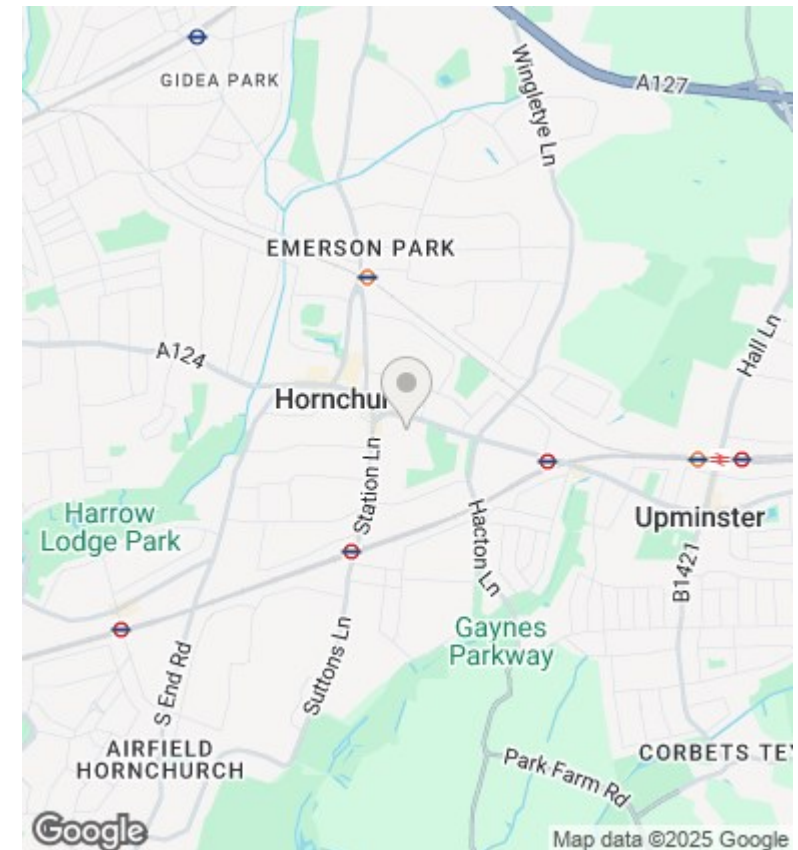 GIDEA PARK
Wingletye Ln
A127
EMERSON PARK
Hall Ln
A124
Hornchur
Station Ln
Harrow
Lodge Park
Upminster
Hacton Ln
B1421
Gaynes
Parkway
Suttons Ln
S End Rd
AIRFIELD
HORNCHURCH
CORBETS TEY
Park Farm Rd
Google
Map data ©2025 Google